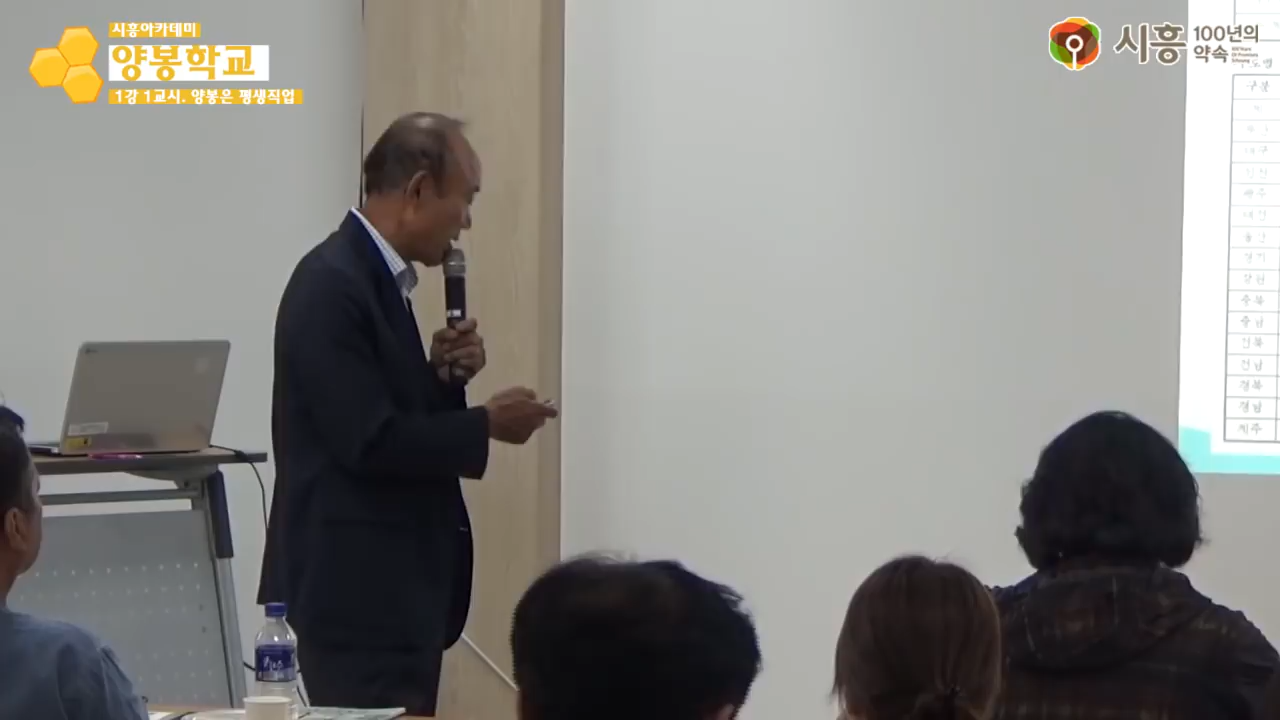 시흥아카데미
양봉학교
1강 1교시. 양봉은 평생직업
시흥
100년의
약속
구분
대구
광주
대전
울산
경기
강원
충북
충남
전북
전남
경북
경남
제주